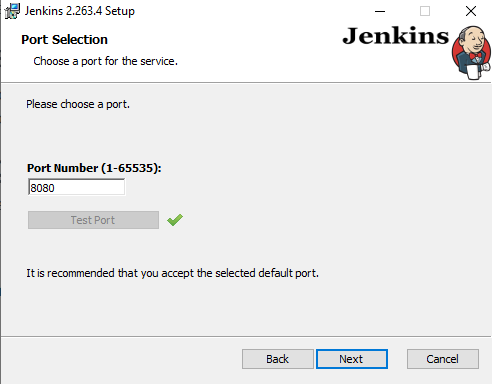 Jenkins 2.263.4 Setup
Port Selection
Choose a port for the service.
Jenkins
Please choose a port.
Port Number (1-65535):
8080
Test Port
It is recommended that you accept the selected default port.
Back
Next
Cancel